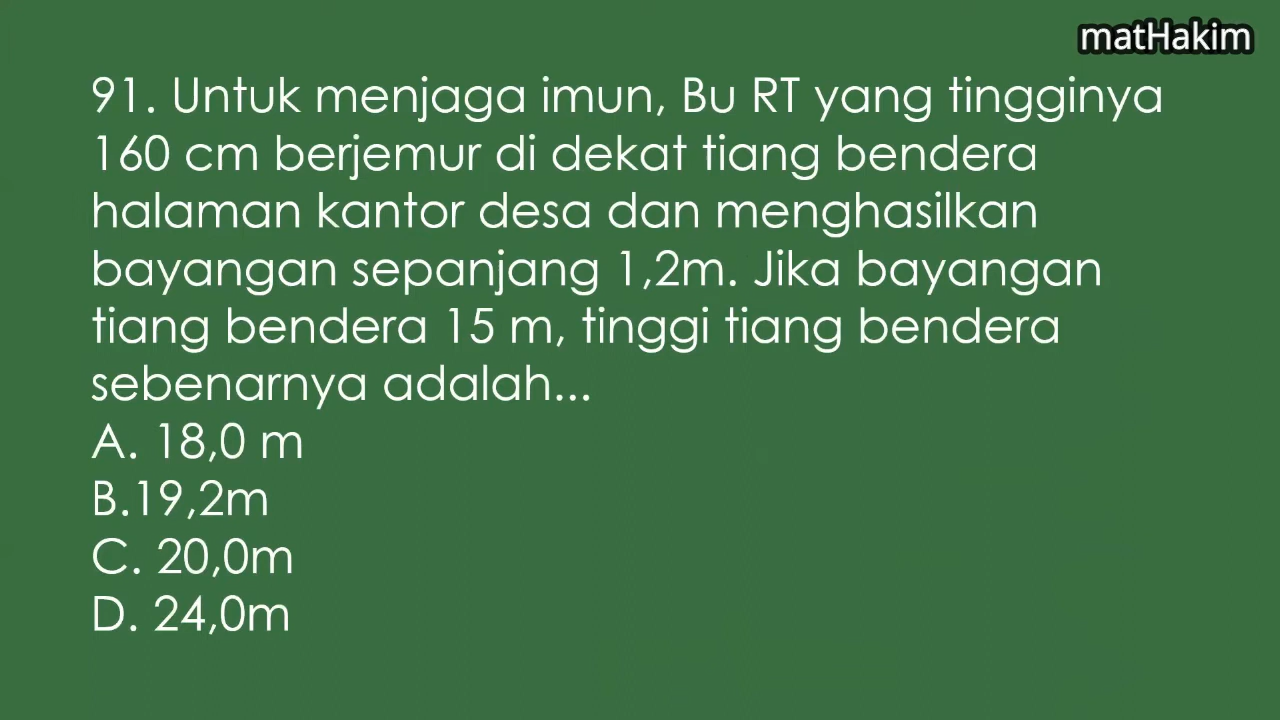 matHakim
91. Untuk menjaga imun, Bu RT yang tingginya
160 cm berjemur di dekat tiang bendera
halaman kantor desa dan menghasilkan
bayangan sepanjang 1,2m. Jika bayangan
tiang bendera 15 m, tinggi tiang bendera
sebenarnya adalah...
A. 18,0 m
B.19,2m
C. 20,0m
D. 24,0m